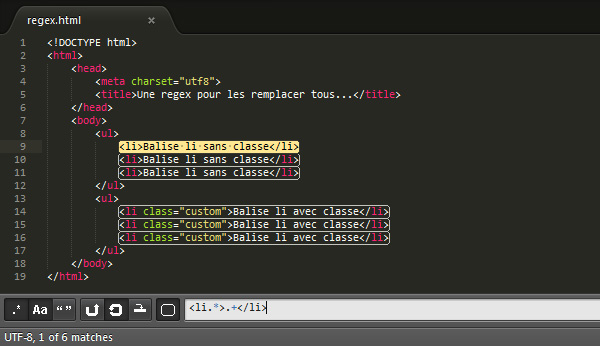 regex.html ×
1 <!DOCTYPE html>
2 <html>
3 <head>
4 <meta charset="utf8">
5 <title>Une regex pour les remplacer tous...</title>
6 </head>
7 <body>
8 <ul>
9 <li>Balise·li·sans·classe</li>
10 <li>Balise li sans classe</li>
11 <li>Balise li sans classe</li>
12 </ul>
13 <ul>
14 <li class="custom">Balise li avec classe</li>
15 <li class="custom">Balise li avec classe</li>
16 <li class="custom">Balise li avec classe</li>
17 </ul>
18 </body>
19 </html>
.* Aa “” <li.*>.+</li>
UTF-8, 1 of 6 matches